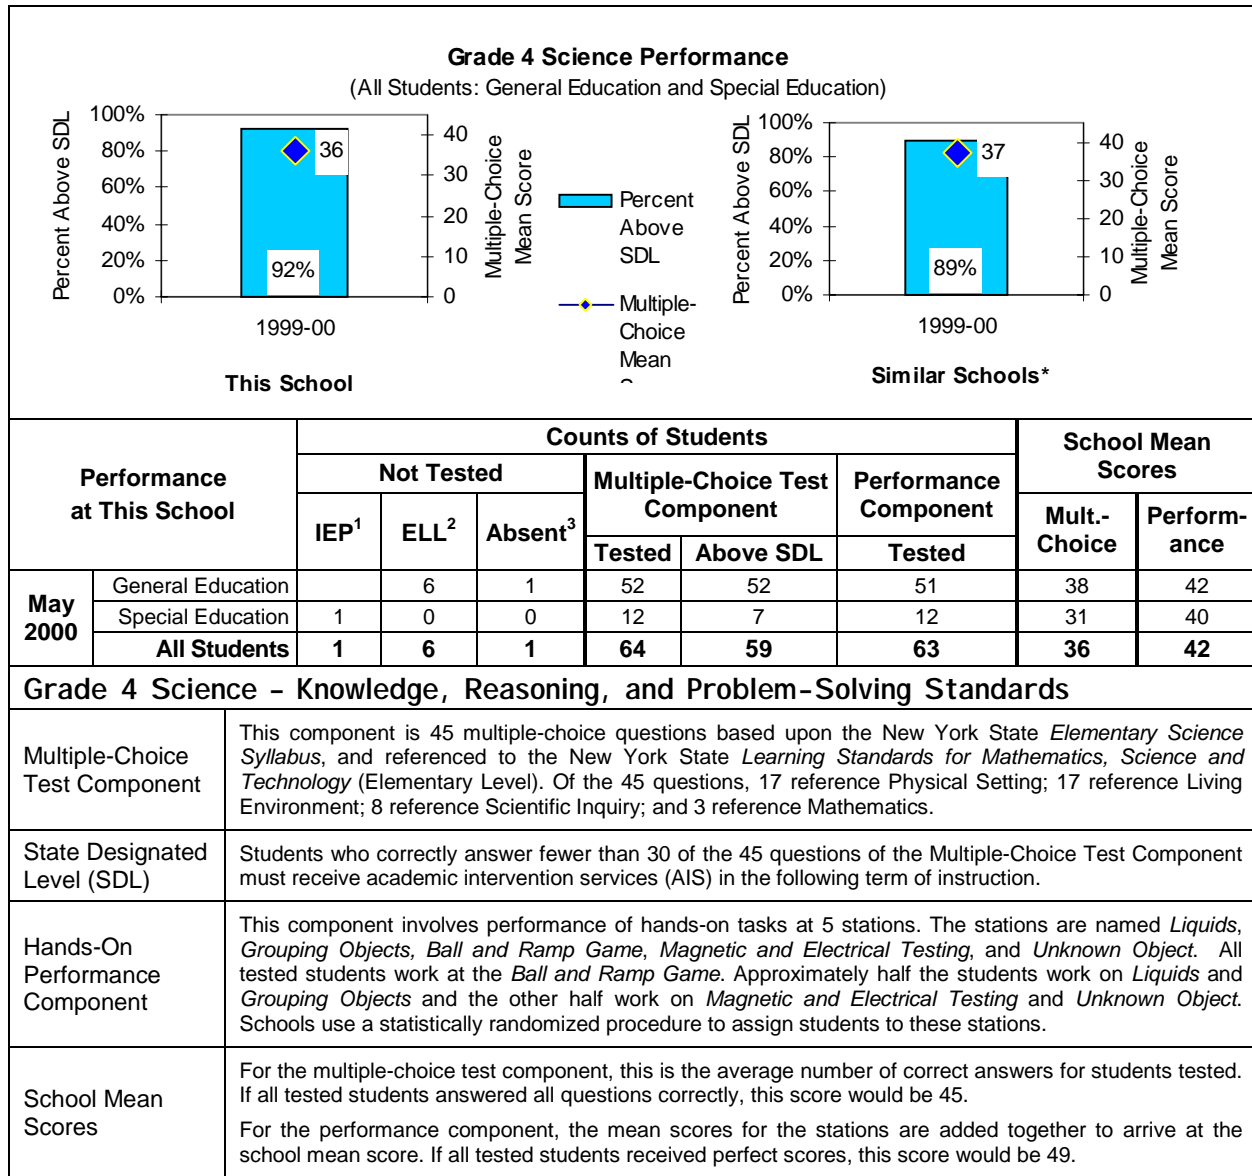 Grade 4 Science Performance
(All Students: General Education and Special Education)
Percent Above SDL
100%
80%
60%
40%
20%
0%
36
92%
40
30
20
10
0
Multiple-Choice
Mean Score
1999-00
This School
Percent
Above
SDL
Multiple-
Choice
Mean
Percent Above SDL
100%
80%
60%
40%
20%
0%
37
89%
40
30
20
10
0
Multiple-Choice
Mean Score
1999-00
Similar Schools*
Performance
at This School
Counts of Students
School Mean
Scores
Not Tested
Multiple-Choice Test
Component
Performance
Component
IEP1 ELL2 Absent3
Tested Above SDL Tested
Mult.-
Choice
Perform-
ance
May
2000
General Education 6 1 52 52 51 38 42
Special Education 1 0 0 12 7 12 31 40
All Students 1 6 1 64 59 63 36 42
Grade 4 Science – Knowledge, Reasoning, and Problem-Solving Standards
Multiple-Choice
Test Component
This component is 45 multiple-choice questions based upon the New York State Elementary Science
Syllabus, and referenced to the New York State Learning Standards for Mathematics, Science and
Technology (Elementary Level). Of the 45 questions, 17 reference Physical Setting; 17 reference Living
Environment; 8 reference Scientific Inquiry; and 3 reference Mathematics.
State Designated
Level (SDL)
Students who correctly answer fewer than 30 of the 45 questions of the Multiple-Choice Test Component
must receive academic intervention services (AIS) in the following term of instruction.
Hands-On
Performance
Component
This component involves performance of hands-on tasks at 5 stations. The stations are named Liquids,
Grouping Objects, Ball and Ramp Game, Magnetic and Electrical Testing, and Unknown Object. All
tested students work at the Ball and Ramp Game. Approximately half the students work on Liquids and
Grouping Objects and the other half work on Magnetic and Electrical Testing and Unknown Object.
Schools use a statistically randomized procedure to assign students to these stations.
School Mean
Scores
For the multiple-choice test component, this is the average number of correct answers for students tested.
If all tested students answered all questions correctly, this score would be 45.
For the performance component, the mean scores for the stations are added together to arrive at the
school mean score. If all tested students received perfect scores, this score would be 49.